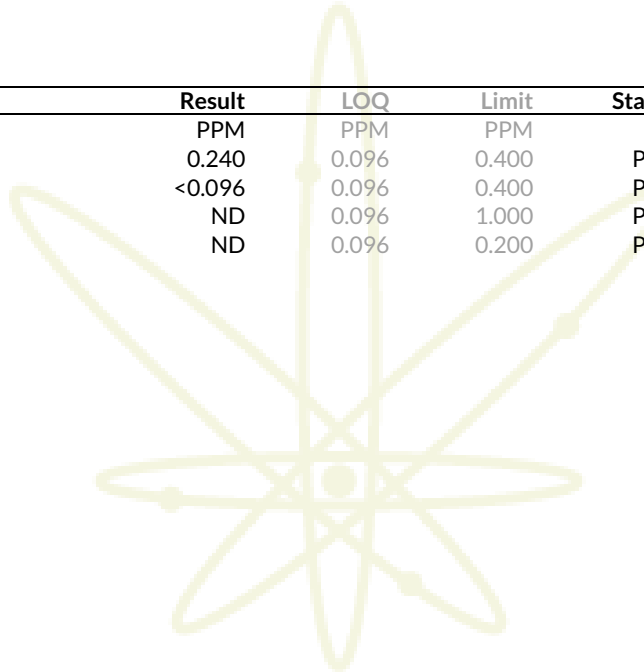 Result LOQ Limit Sta
PPM PPM PPM
0.240 0.096 0.400 P
<0.096 0.096 0.400 P
ND 0.096 1.000 P
ND 0.096 0.200 P